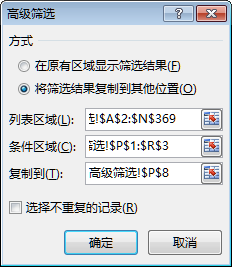 高级筛选
方式
在原有区域显示筛选结果(F)
将筛选结果复制到其他位置(O)
列表区域(L): !$A$2:$N$369
条件区域(C): 筛选!$P$1:$R$3
复制到(T): 高级筛选!$P$8
选择不重复的记录(R)
确定 取消